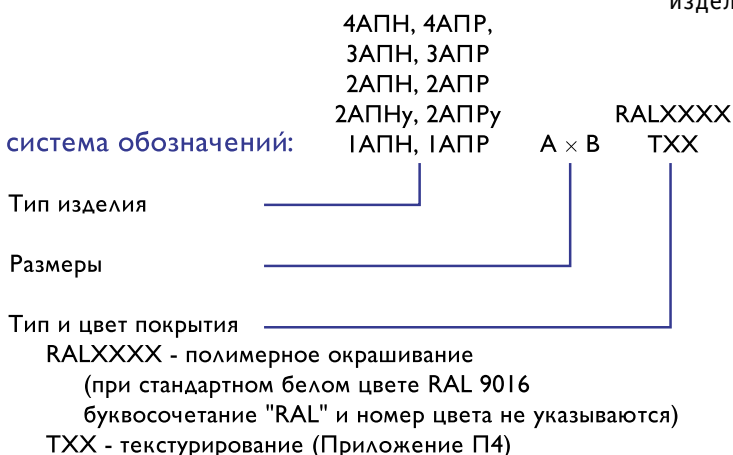 издел
4АПН, 4АПР,
3АПН, 3АПР
2АПН, 2АПР
2АПНу, 2АПРу RALXXXX
система обозначений: 1АПН, 1АПР A × B TXX
Тип изделия
Размеры
Тип и цвет покрытия
RALXXXX - полимерное окрашивание
(при стандартном белом цвете RAL 9016
буквосочетание "RAL" и номер цвета не указываются)
TXX - текстурирование (Приложение П4)